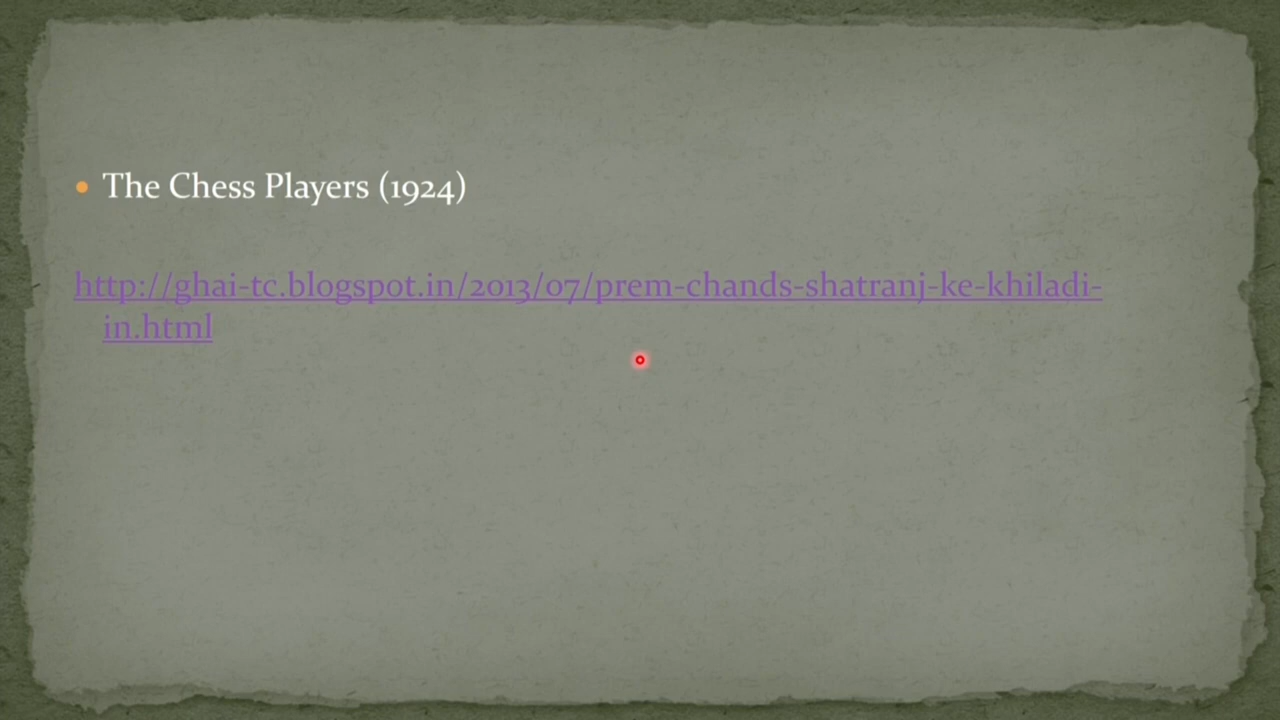 The Chess Players (1924)
http://ghai-tc.blogspot.in/2013/07/prem-chands-shatranj-ke-khiladi-
in.html